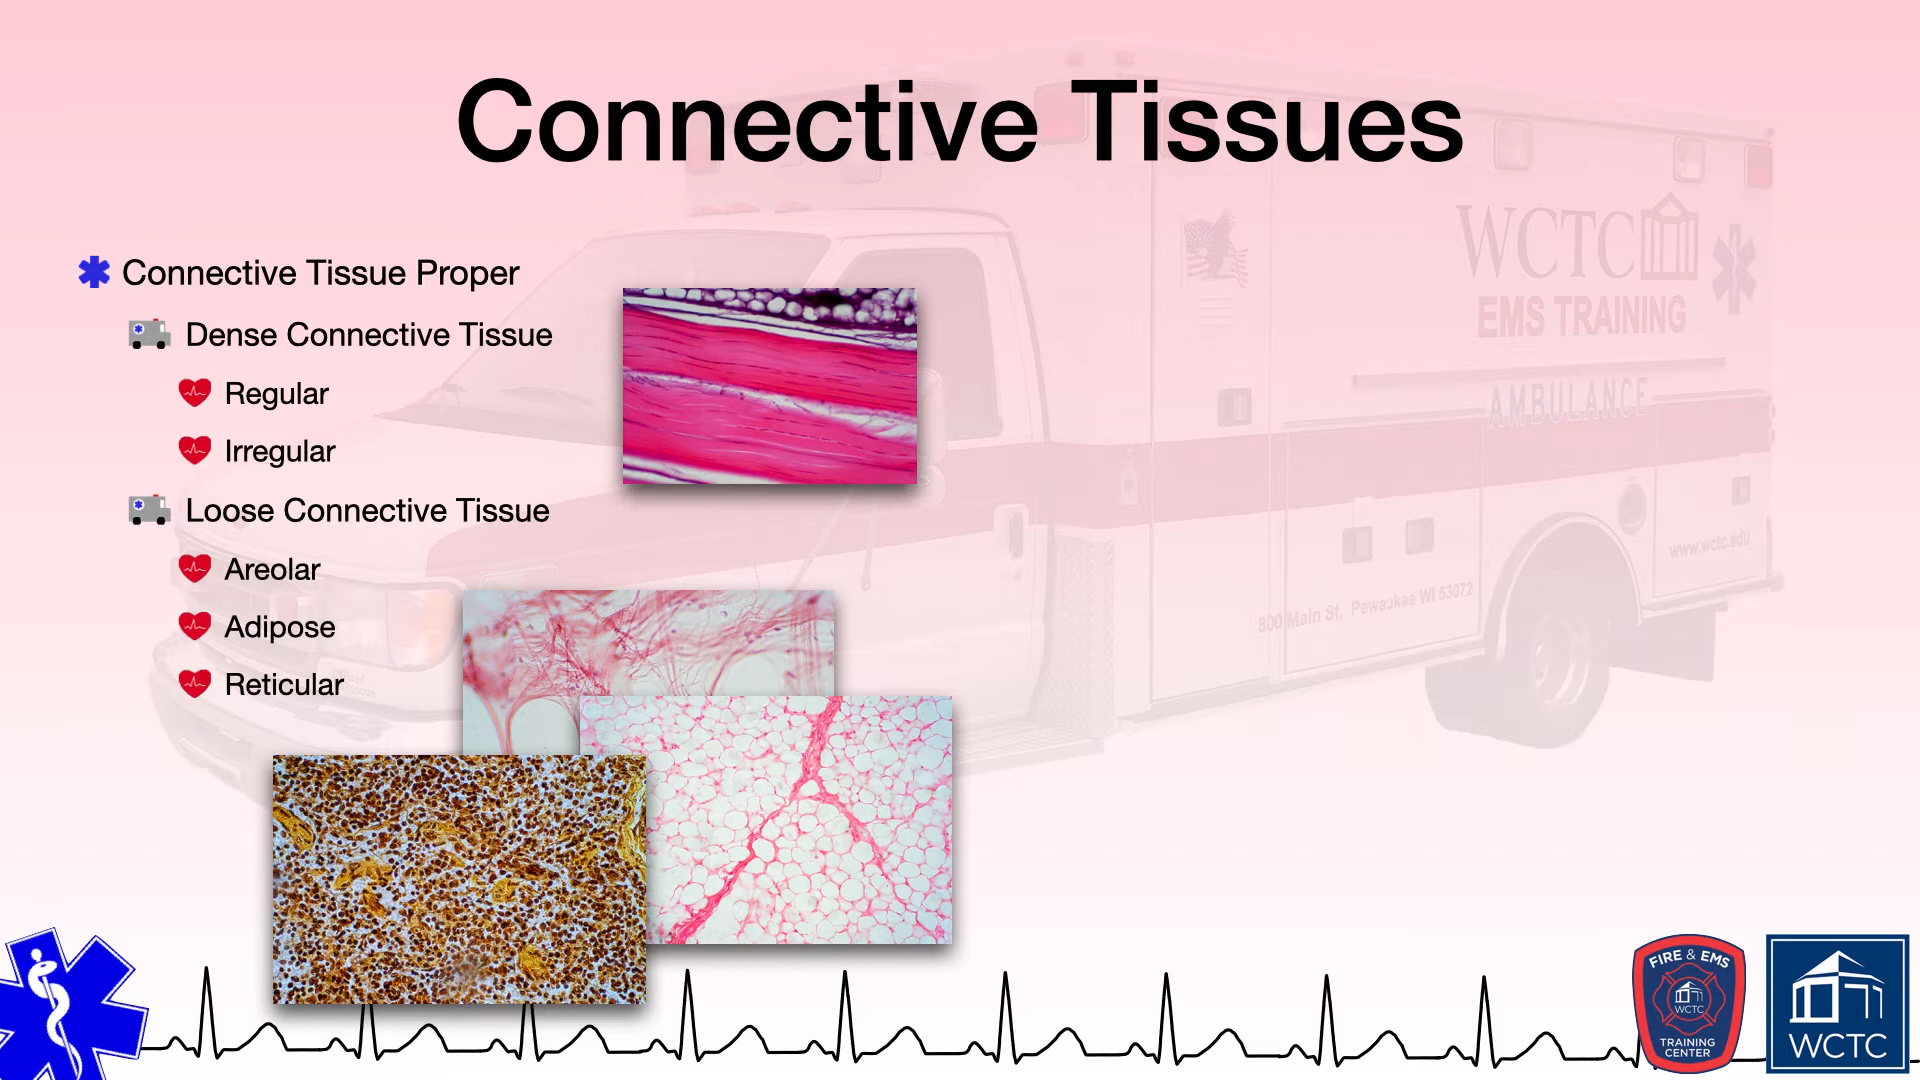 Connective Tissues
Connective Tissue Proper
Dense Connective Tissue
Regular
Irregular
Loose Connective Tissue
Areolar
Adipose
Reticular
WCTC
EMS TRAINING
AMBULANCE
www.wctc.edu
800 Main St. Pewaukee WI 53072
FIRE & EMS
WCTC
TRAINING
CENTER
WCTC